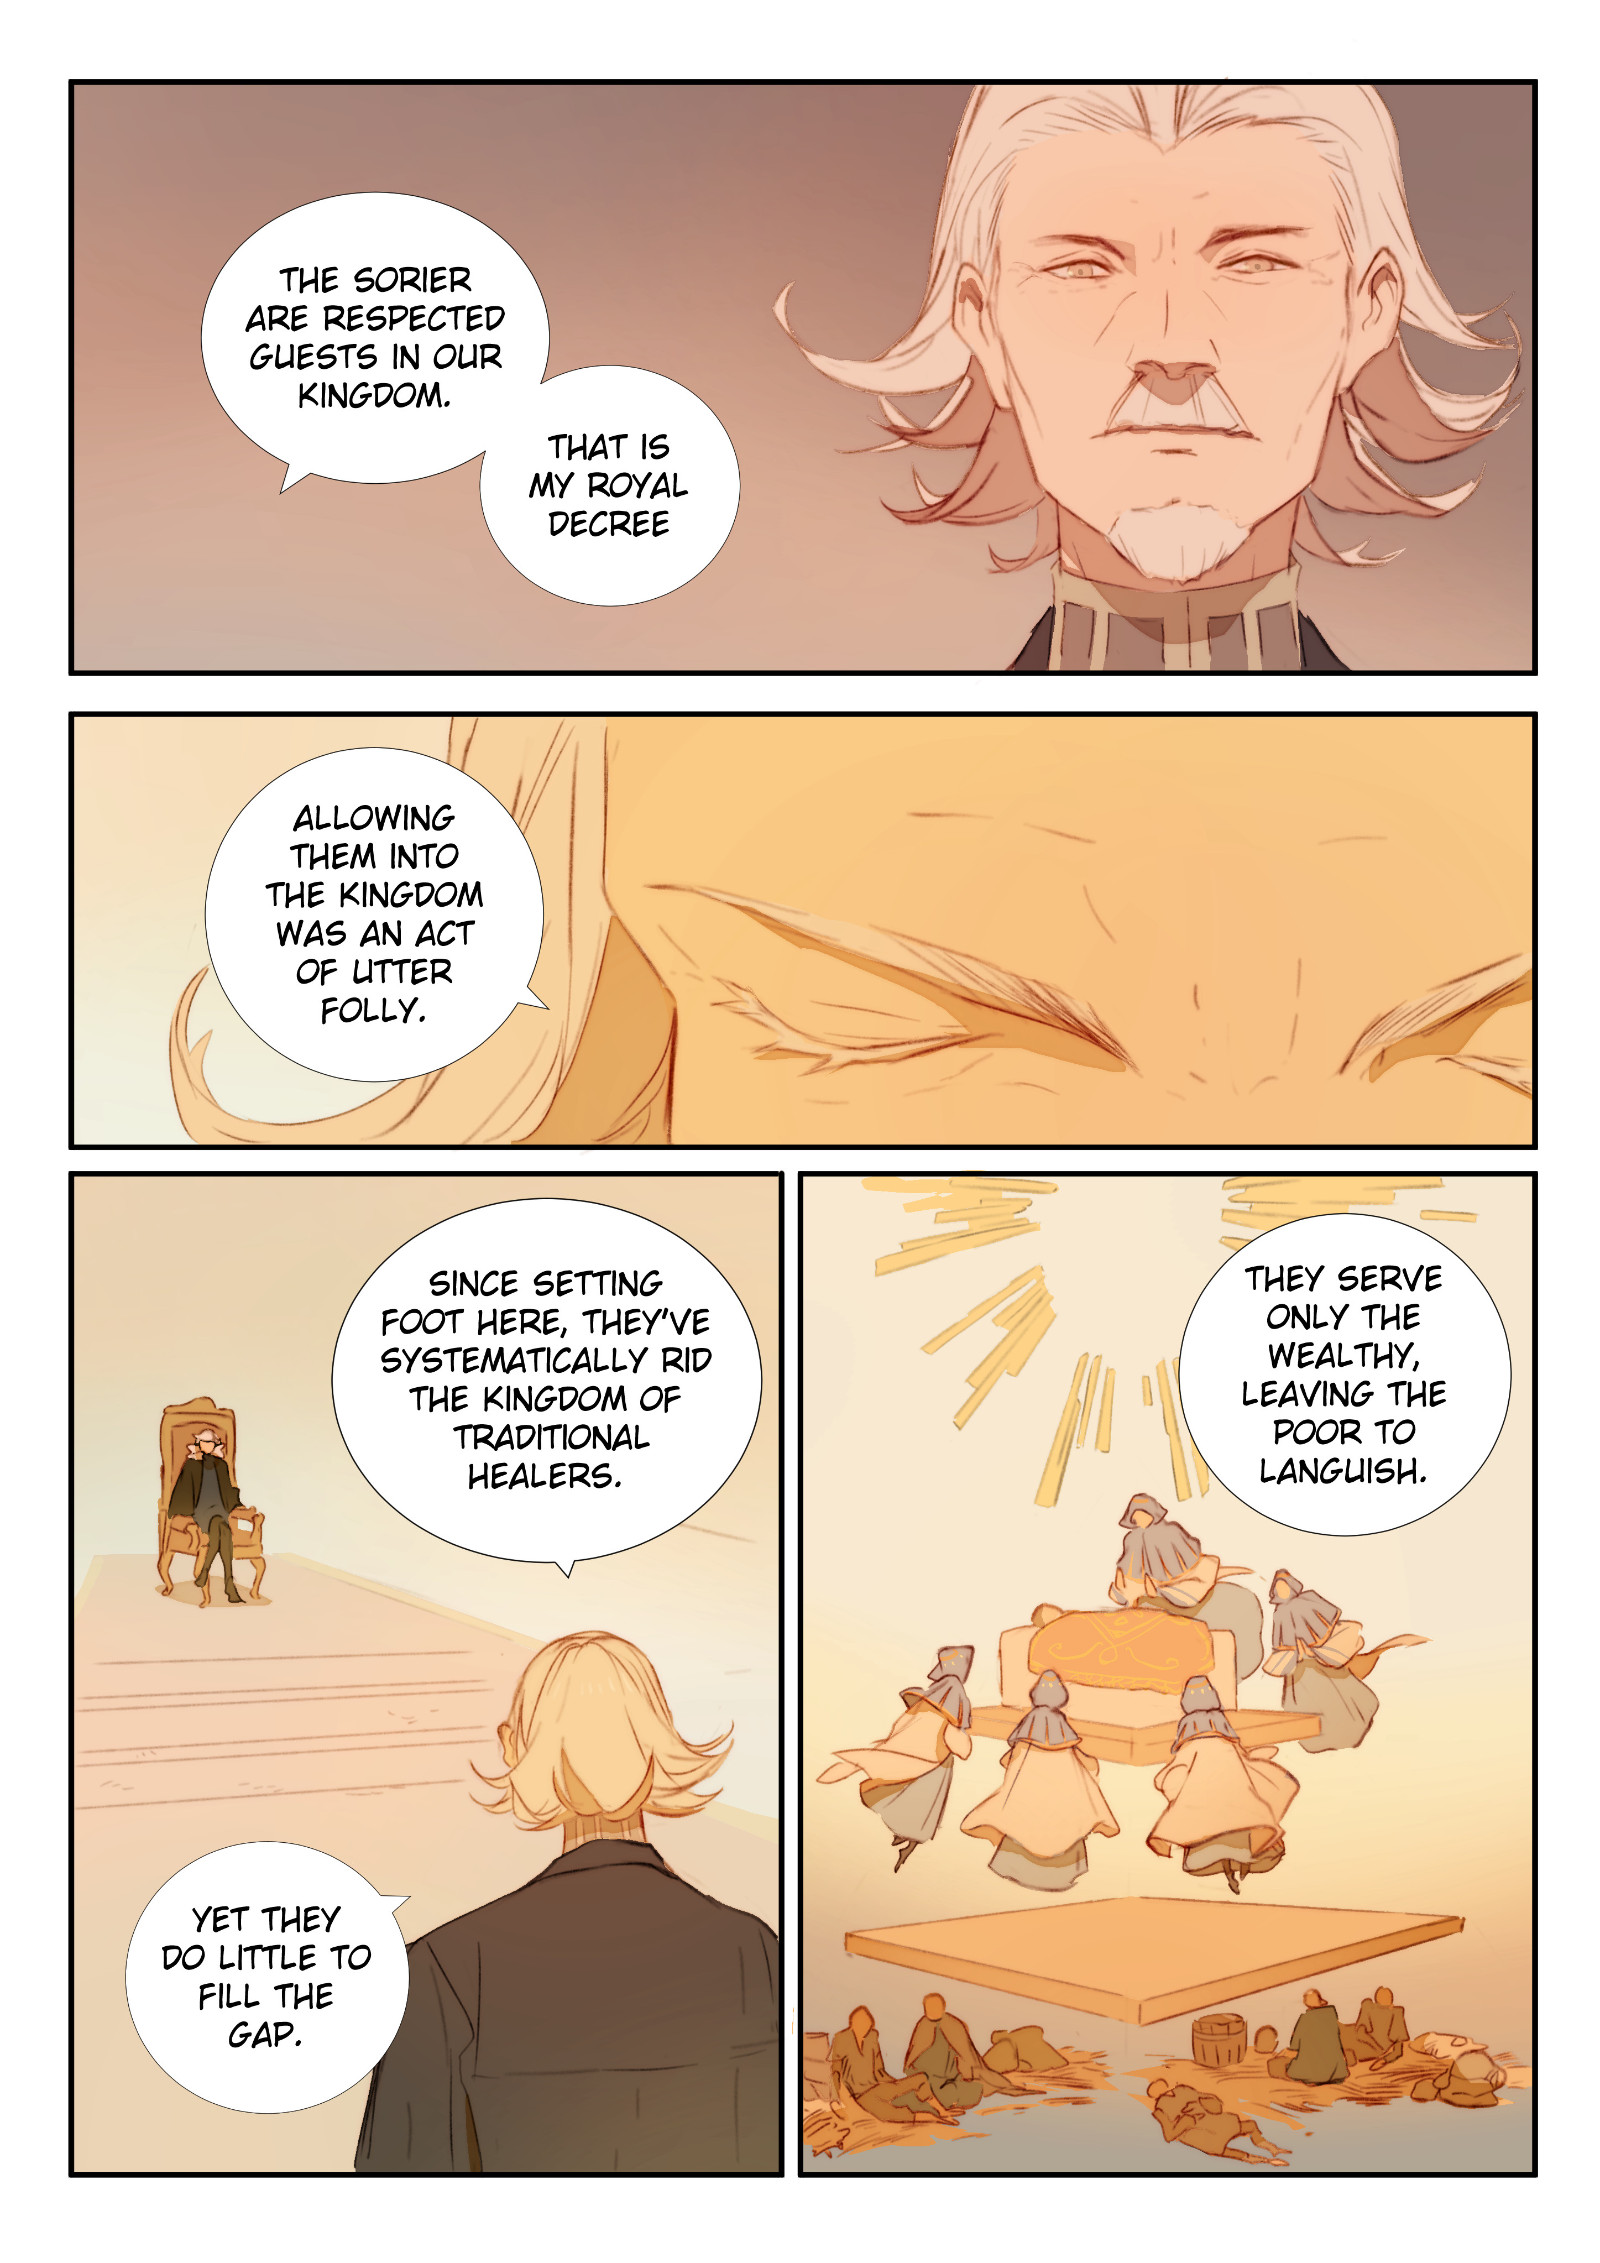 THE SORIER
ARE RESPECTED
GUESTS IN OUR
KINGDOM.
THAT IS
MY ROYAL
DECREE
ALLOWING
THEM INTO
THE KINGDOM
WAS AN ACT
OF UTTER
FOLLY.
SINCE SETTING
FOOT HERE, THEY'VE
SYSTEMATICALLY RID
THE KINGDOM OF
TRADITIONAL
HEALERS.
YET THEY
DO LITTLE TO
FILL THE
GAP.
THEY SERVE
ONLY THE
WEALTHY,
LEAVING THE
POOR TO
LANGUISH.